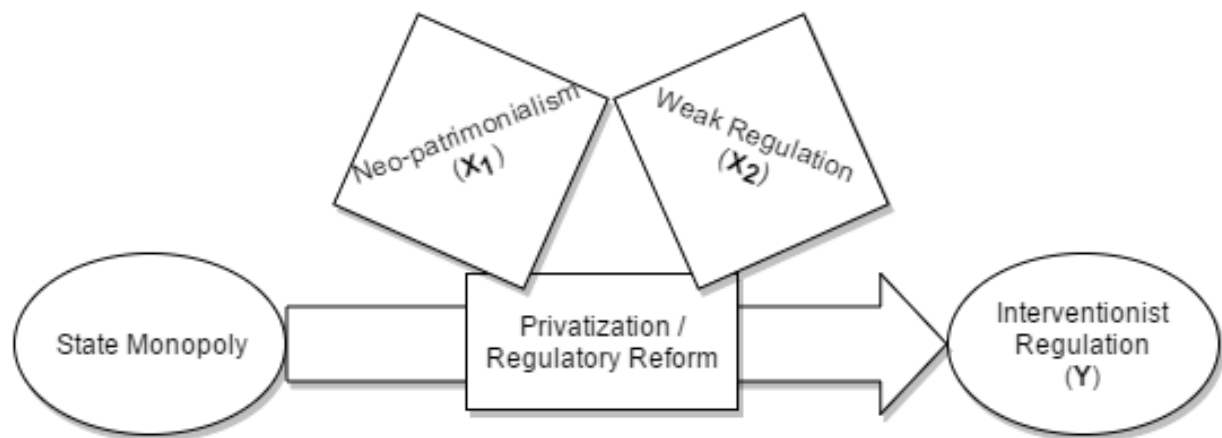 Neo-patrimonialism
(X1)
Weak Regulation
(X2)
State Monopoly
Privatization /
Regulatory Reform
Interventionist
Regulation
(Y)